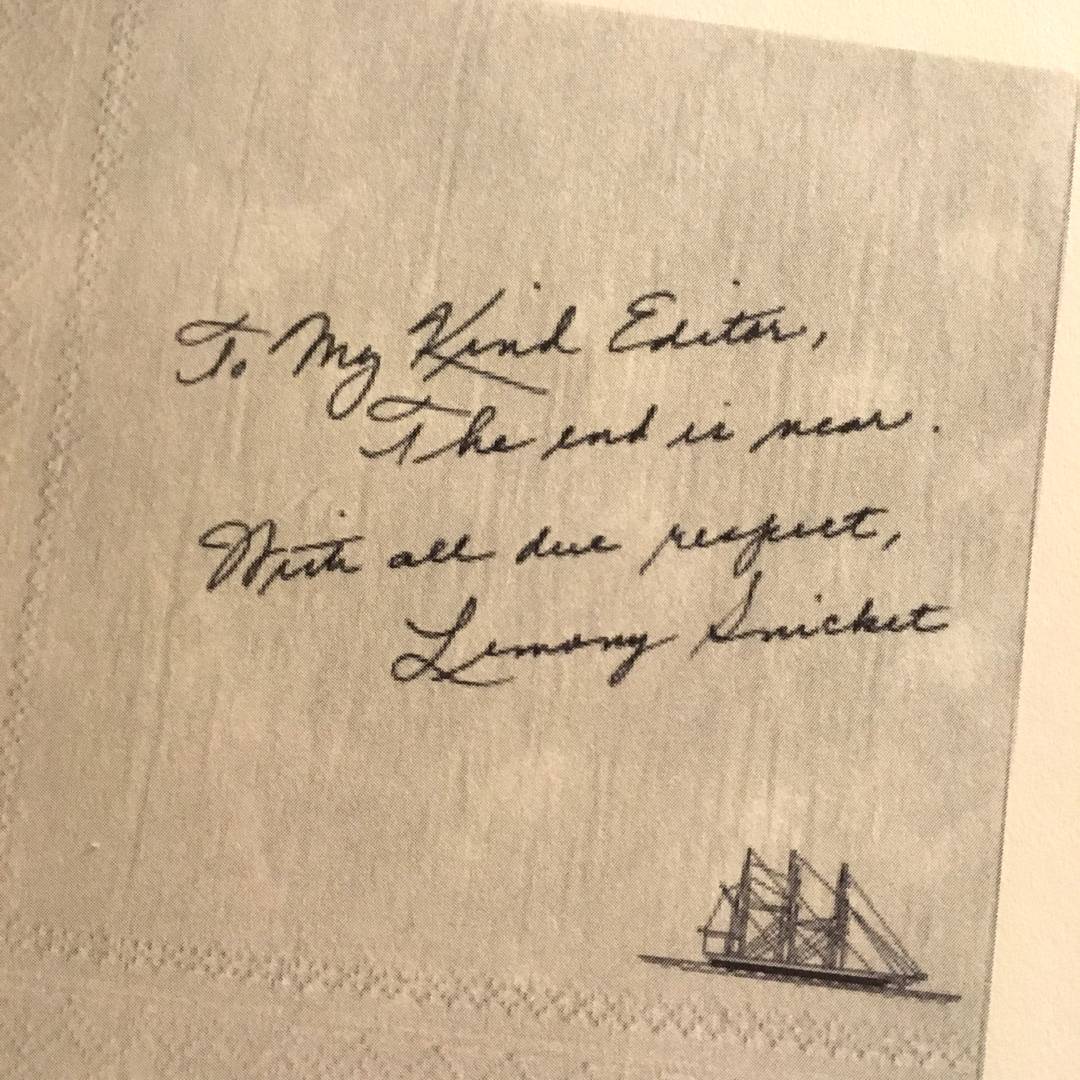 To My Kind Editor,
The end is near.
With all due respect,
Lemony Snicket